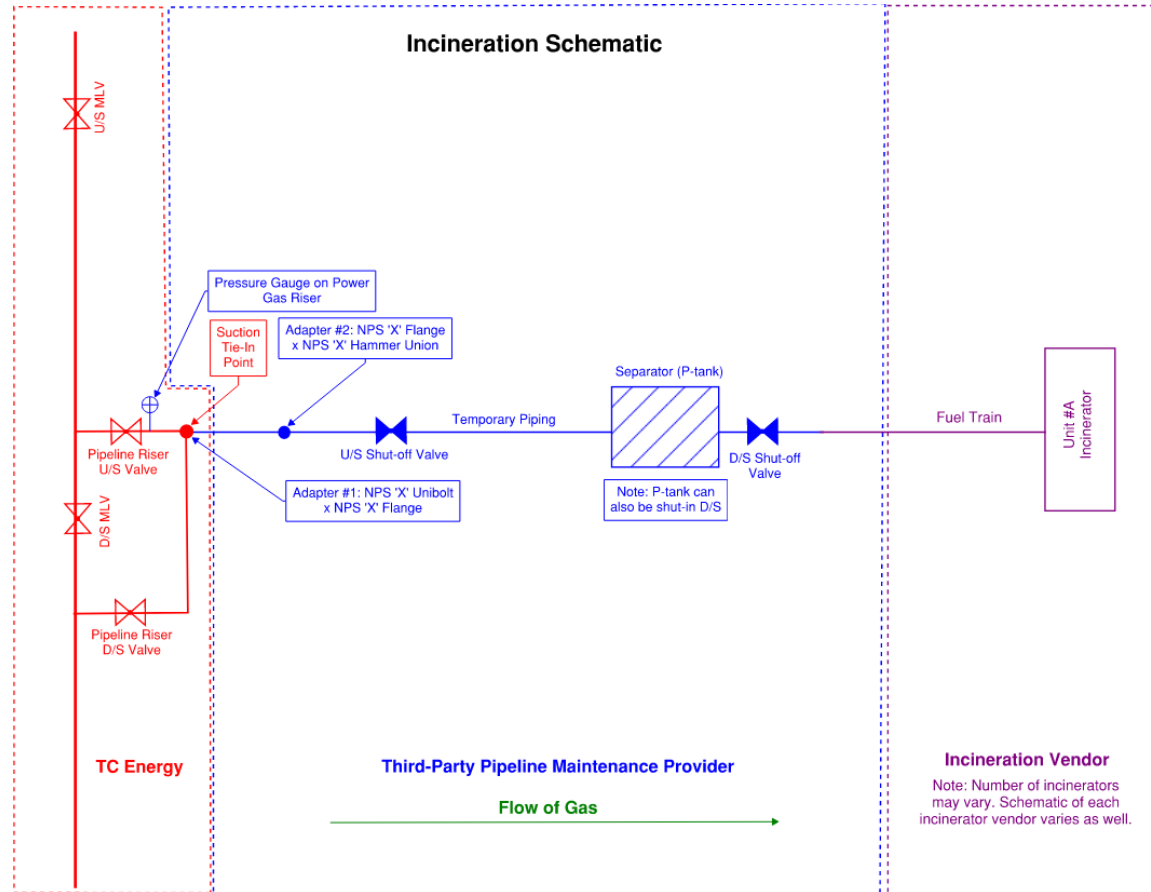 Incineration Schematic
U/S MLV
Pressure Gauge on Power
Gas Riser
Suction
Tie-In
Point
Adapter #2: NPS 'X' Flange
x NPS 'X' Hammer Union
Separator (P-tank)
Temporary Piping
Fuel Train
Unit #A
Incinerator
Pipeline Riser
U/S Valve
U/S Shut-off Valve
D/S Shut-off
Valve
D/S MLV
Adapter #1: NPS 'X' Unibolt
x NPS 'X' Flange
Note: P-tank can
also be shut-in D/S
Pipeline Riser
D/S Valve
TC Energy
Third-Party Pipeline Maintenance Provider
Flow of Gas
Incineration Vendor
Note: Number of incinerators
may vary. Schematic of each
incinerator vendor varies as well.